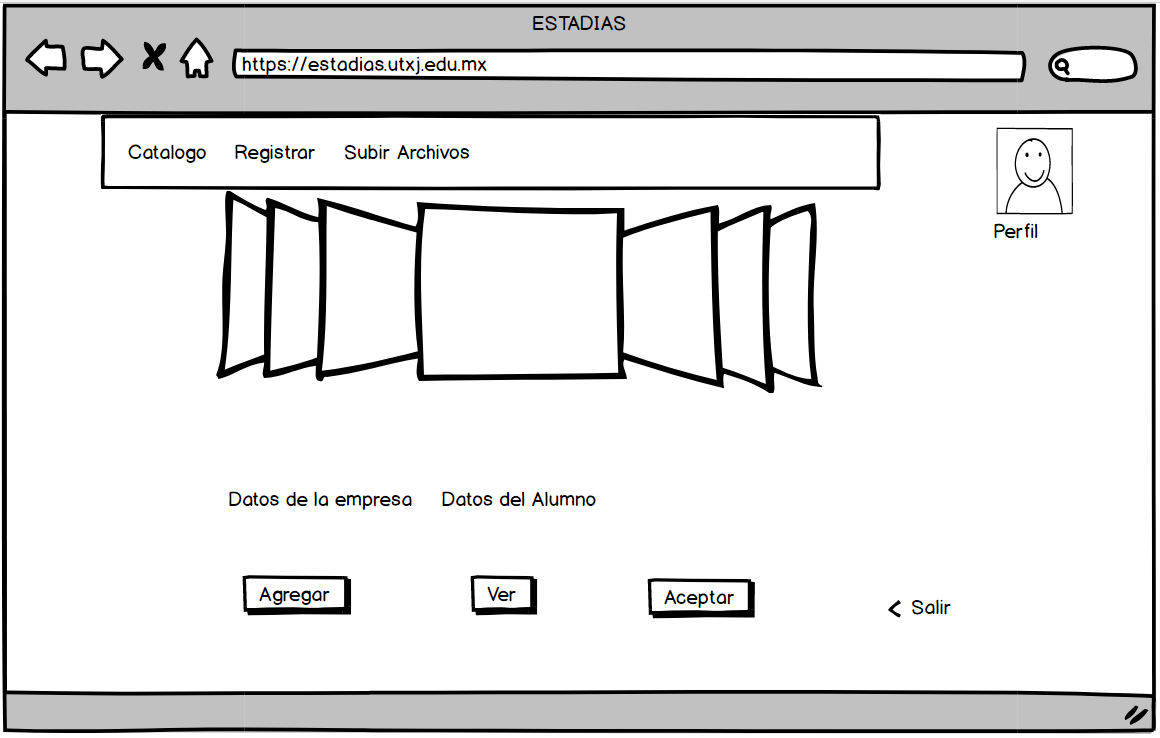 ESTADIAS
https://estadias.utxj.edu.mx
Catalogo Registrar Subir Archivos
Perfil
Datos de la empresa Datos del Alumno
Agregar Ver Aceptar
< Salir